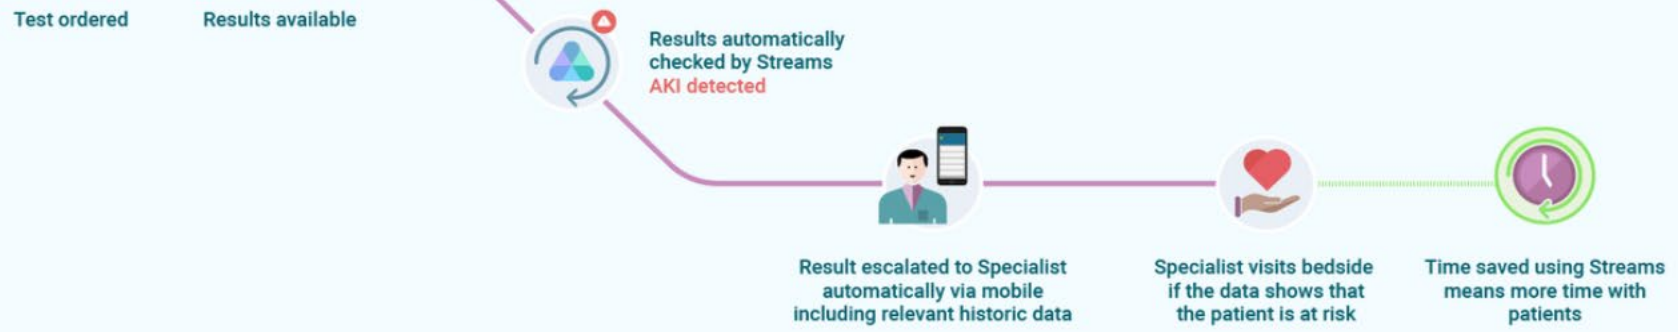 Test ordered
Results available
Results automatically
checked by Streams
AKI detected
Result escalated to Specialist
automatically via mobile
including relevant historic data
Specialist visits bedside
if the data shows that
the patient is at risk
Time saved using Streams
means more time with
patients